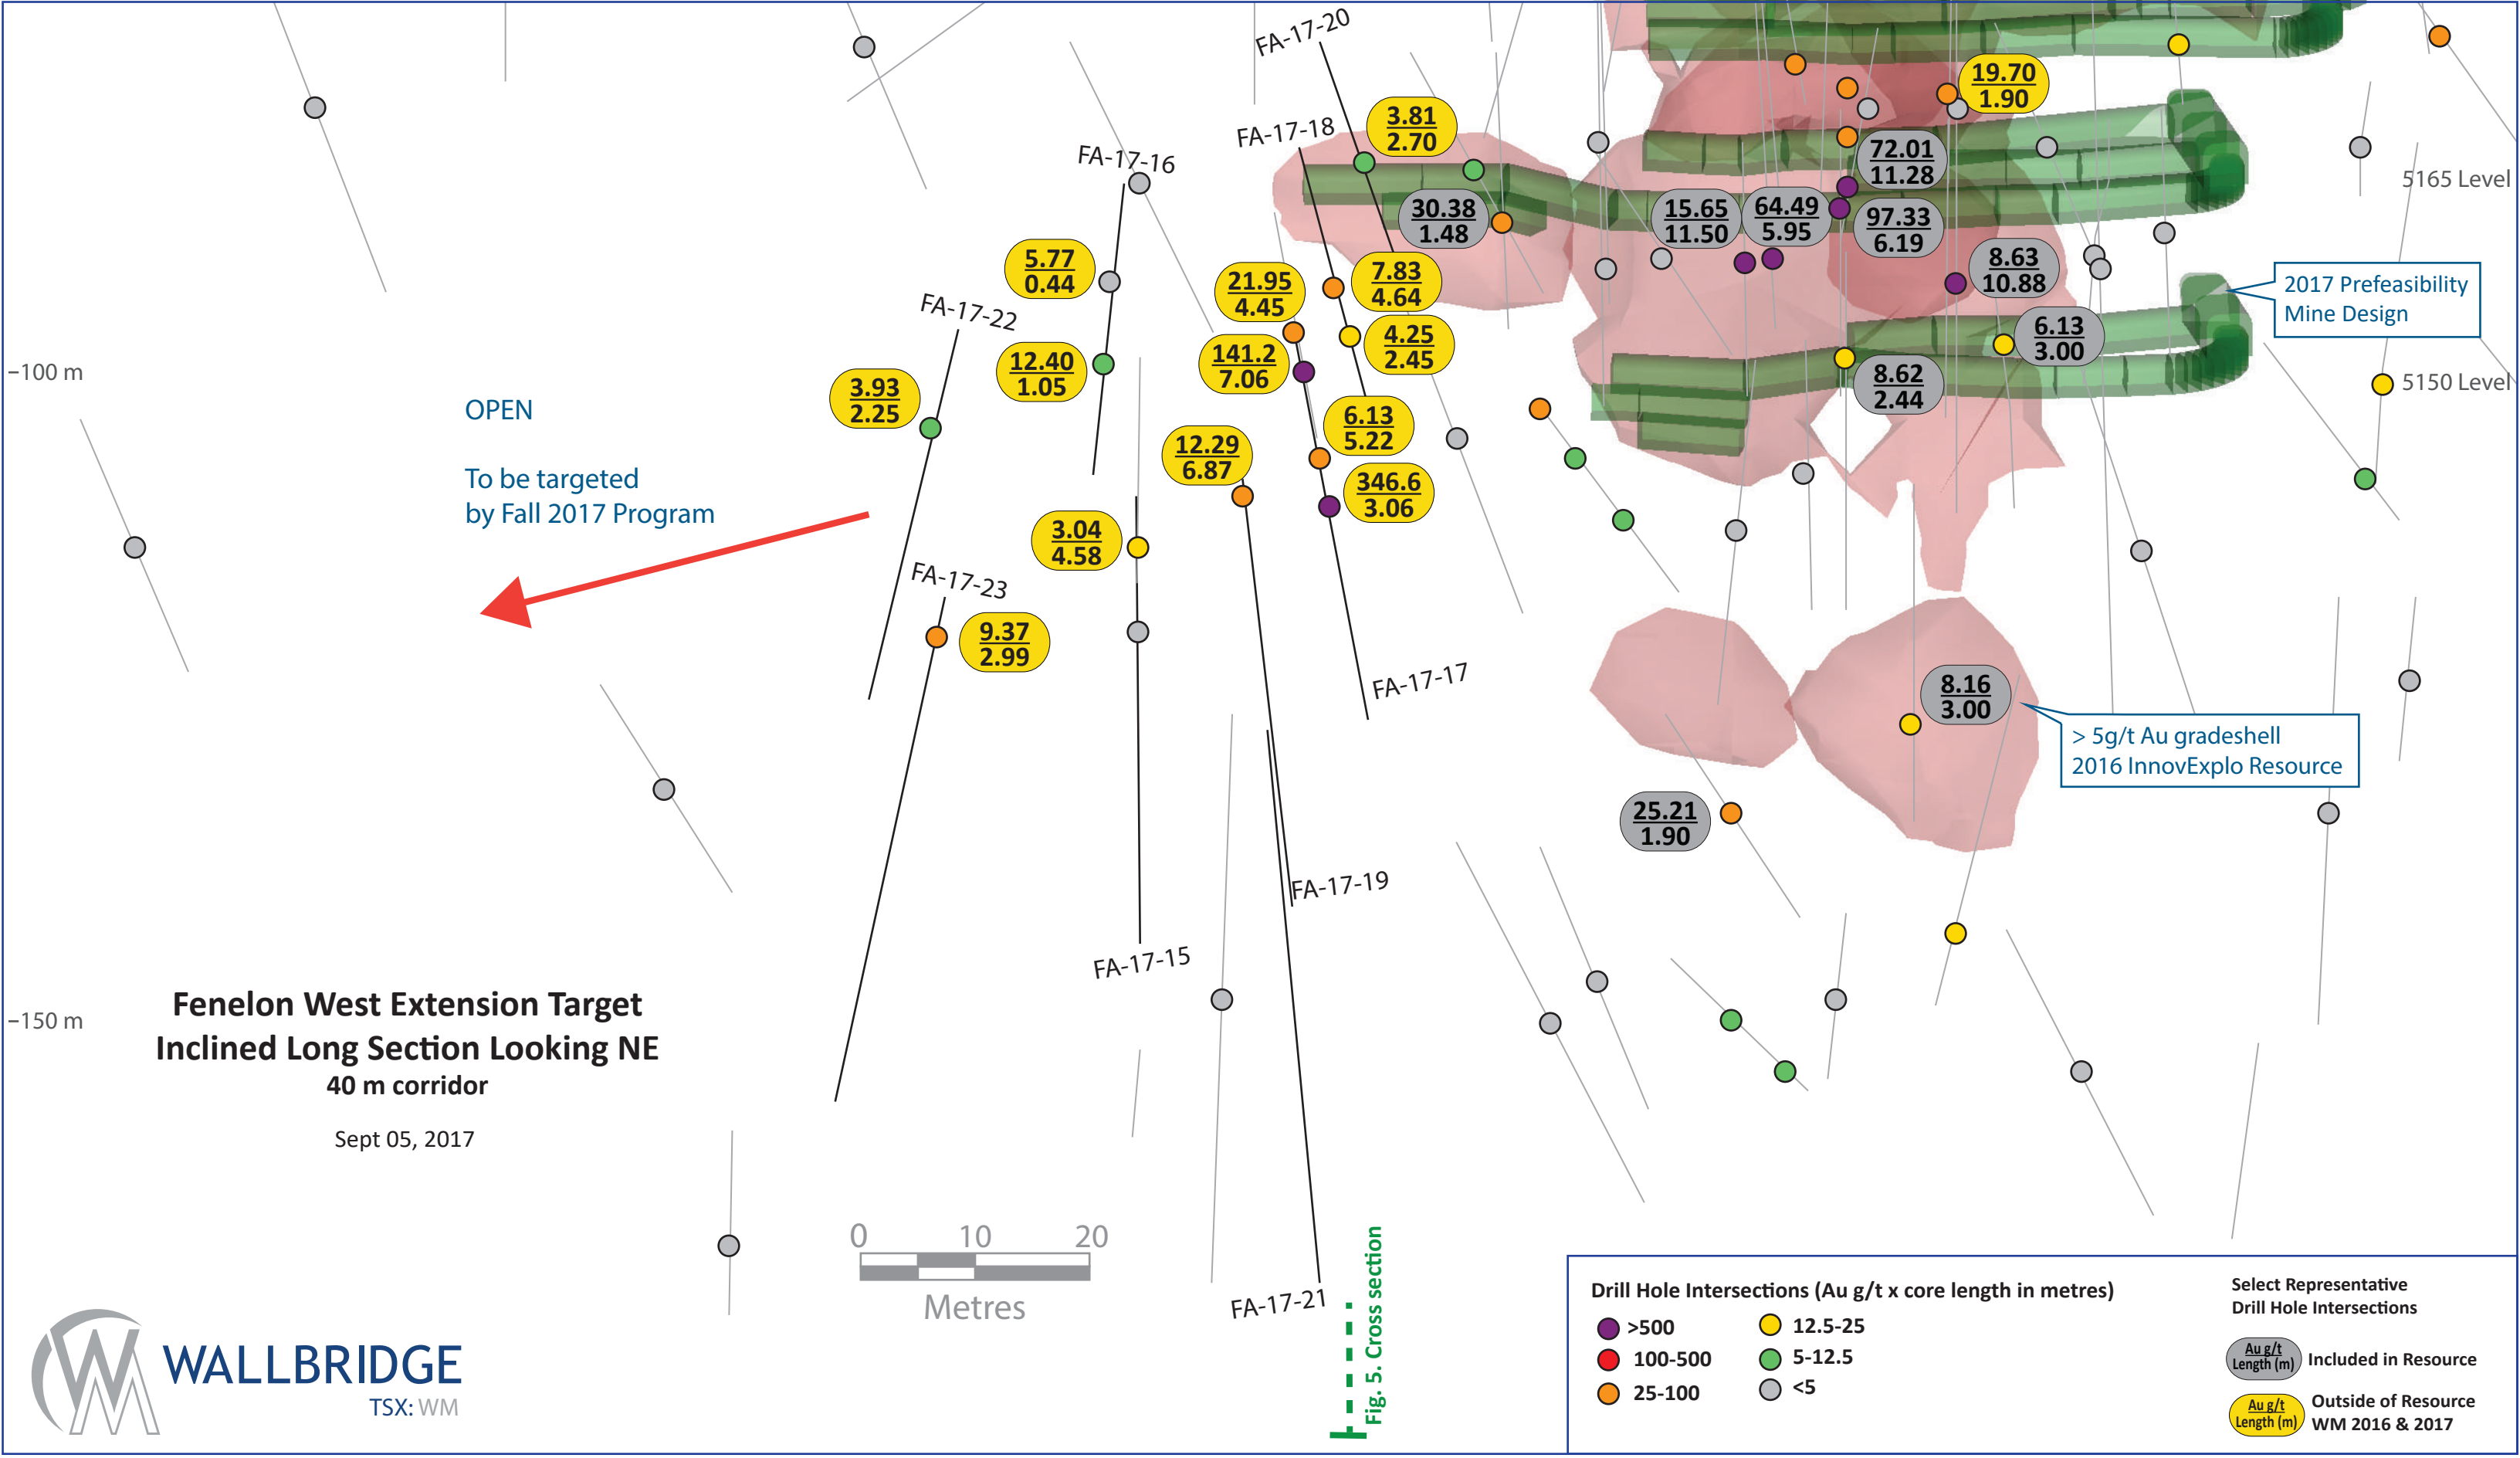 FA-17-20
FA-17-18
FA-17-16
FA-17-22
3.81
2.70
19.70
1.90
72.01
11.28
5165 Level
30.38
1.48
15.65
11.50
64.49
5.95
97.33
6.19
5.77
0.44
21.95
4.45
7.83
4.64
8.63
10.88
2017 Prefeasibility
Mine Design
12.40
1.05
141.2
7.06
4.25
2.45
6.13
3.00
−100 m
3.93
2.25
8.62
2.44
5150 Level
OPEN
To be targeted
by Fall 2017 Program
12.29
6.87
6.13
5.22
346.6
3.06
3.04
4.58
FA-17-23
9.37
2.99
FA-17-17
8.16
3.00
> 5g/t Au gradeshell
2016 InnovExplo Resource
25.21
1.90
FA-17-19
FA-17-15
−150 m
Fenelon West Extension Target
Inclined Long Section Looking NE
40 m corridor
Sept 05, 2017
0 10 20
Metres
FA-17-21
Fig. 5. Cross section
WALLBRIDGE
TSX: WM
Drill Hole Intersections (Au g/t x core length in metres)
>500
100-500
25-100
12.5-25
5-12.5
<5
Select Representative
Drill Hole Intersections
Au g/t
Length (m)
Included in Resource
Au g/t
Length (m)
Outside of Resource
WM 2016 & 2017